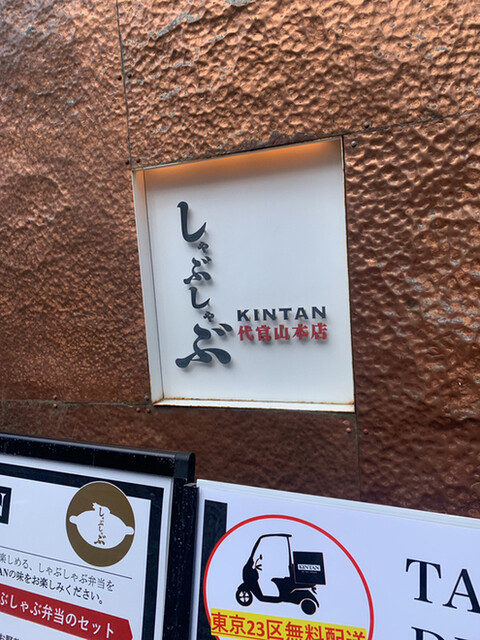 しゃぶしゃぶ
KINTAN
代官山本店
しゃぶしゃぶ
楽しめる、しゃぶしゃぶ弁当を
ANの味をお楽しみください。
ぶしゃぶ弁当のセット
KINTAN
東京23区無料配送
TA